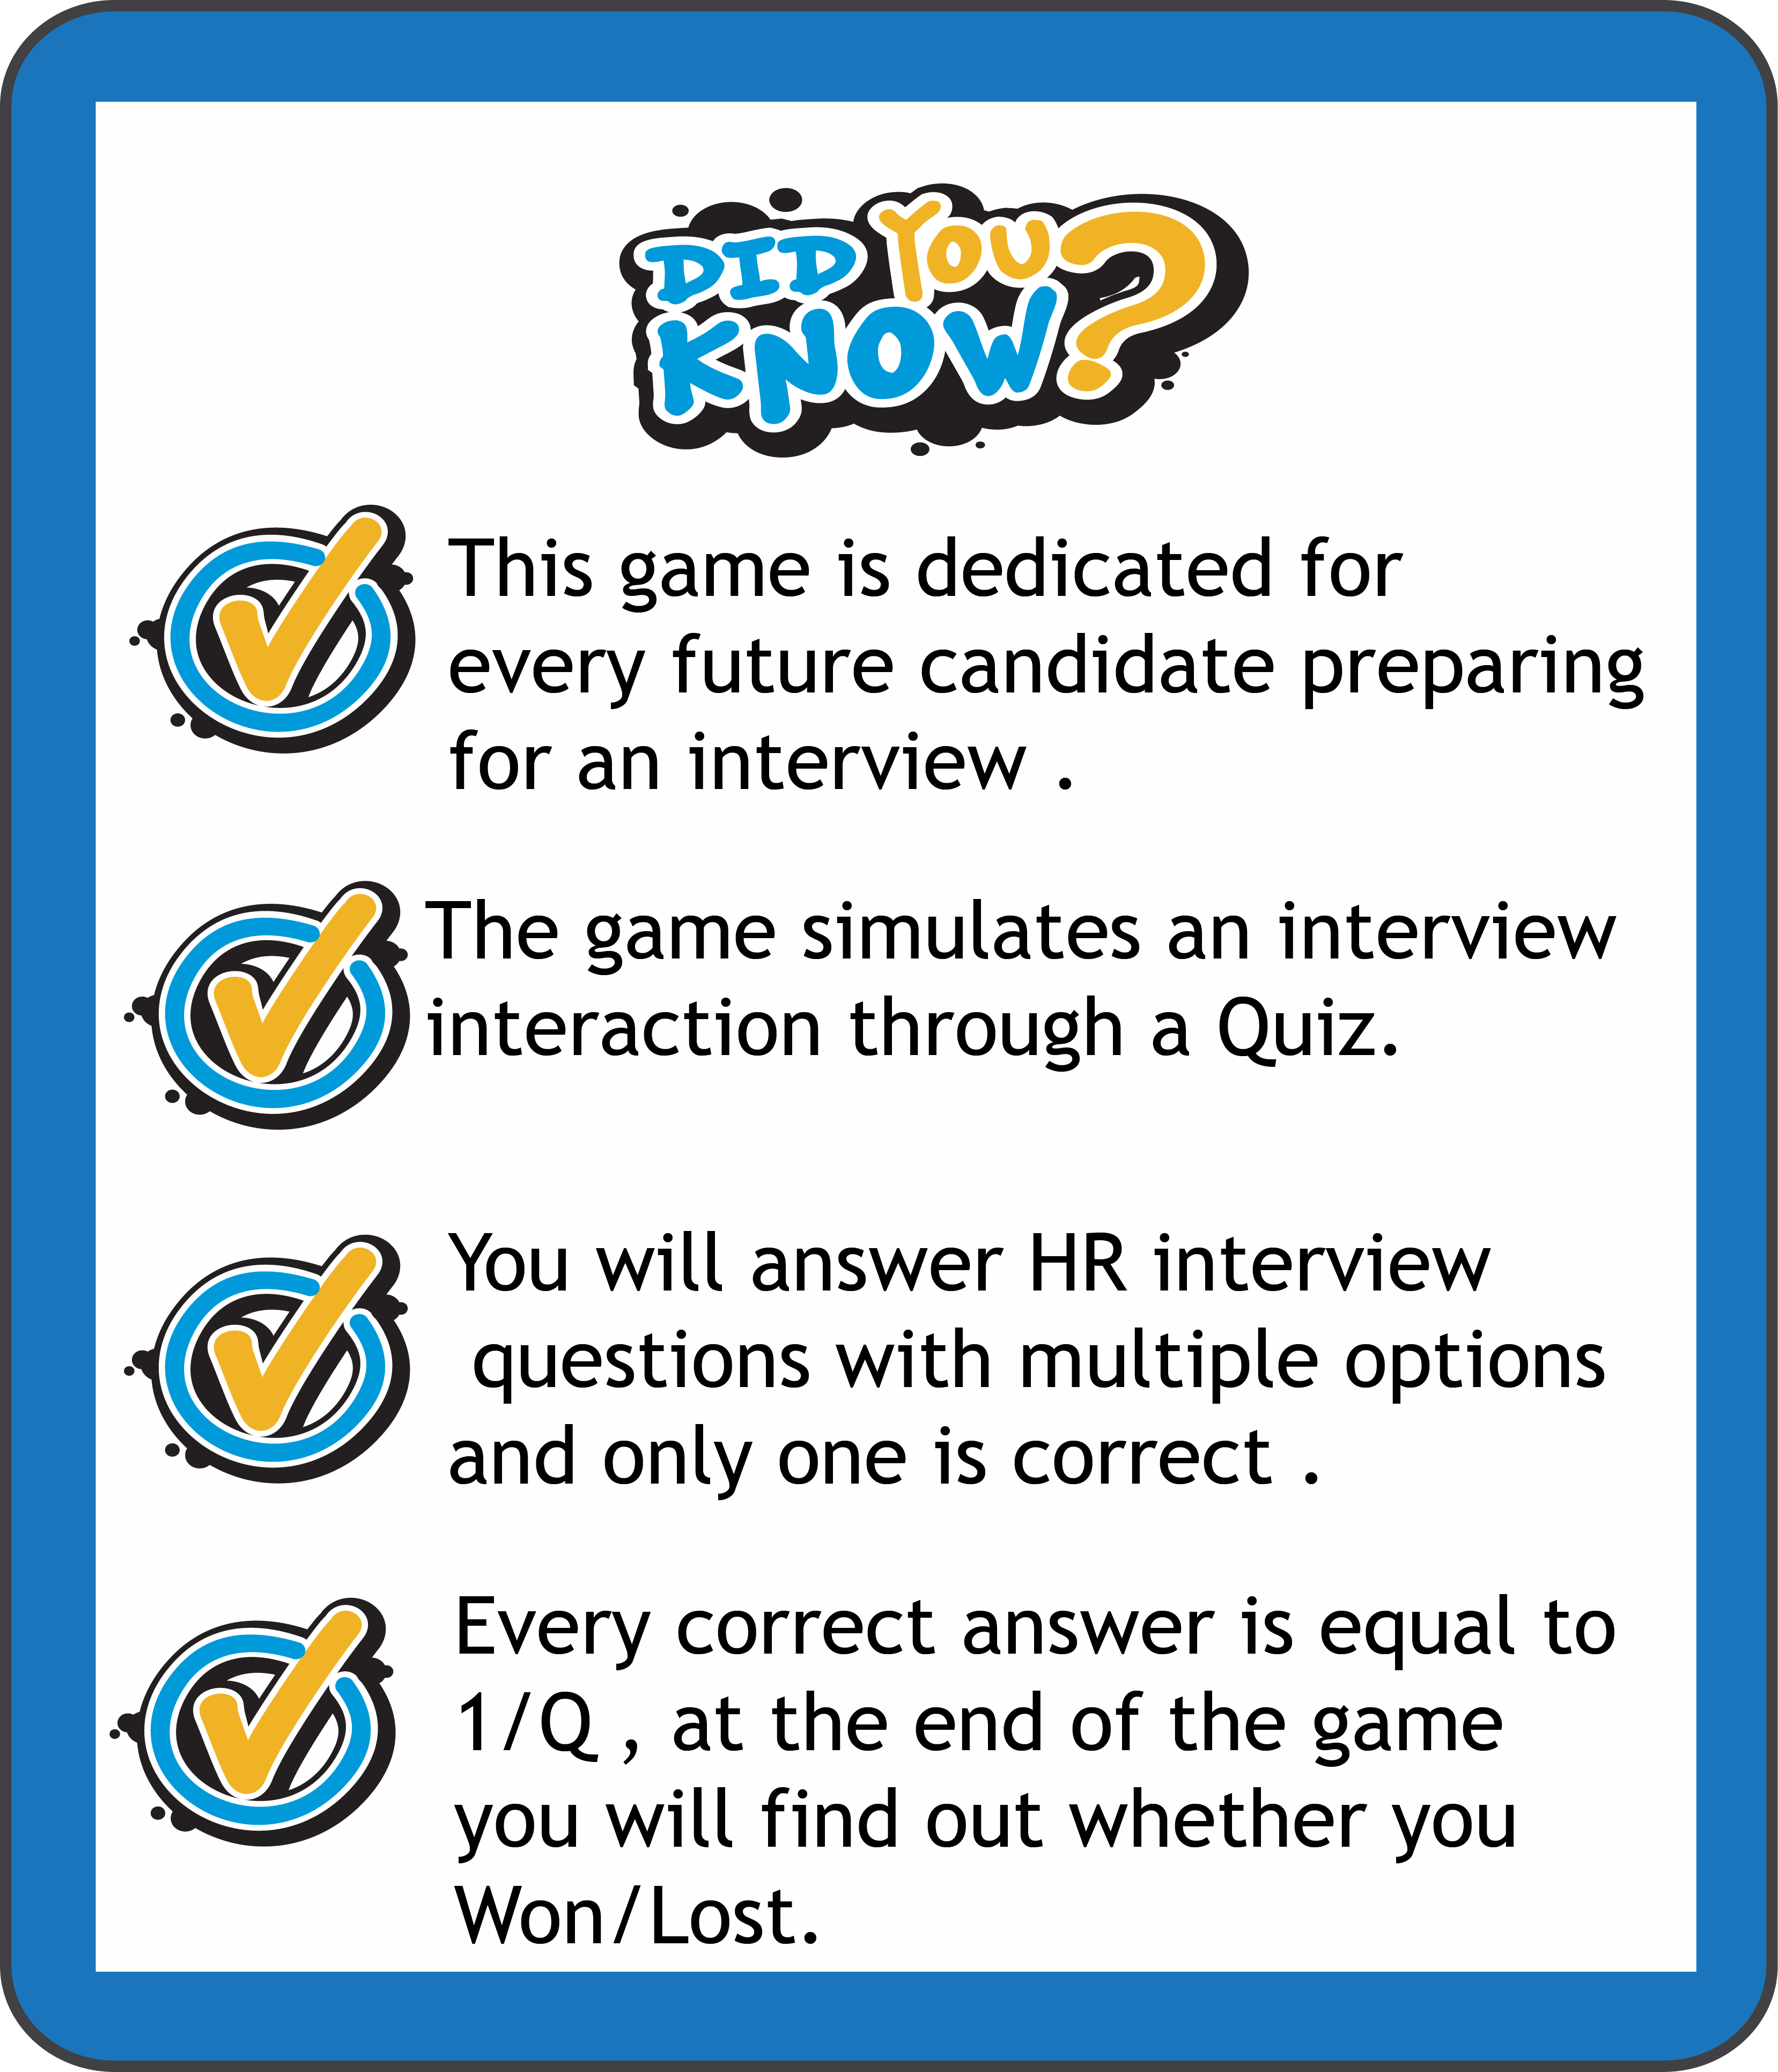 DID YOU
KNOW?
This game is dedicated for
every future candidate preparing
for an interview .
The game simulates an interview
interaction through a Quiz.
You will answer HR interview
questions with multiple options
and only one is correct .
Every correct answer is equal to
1/Q , at the end of the game
you will find out whether you
Won/Lost.